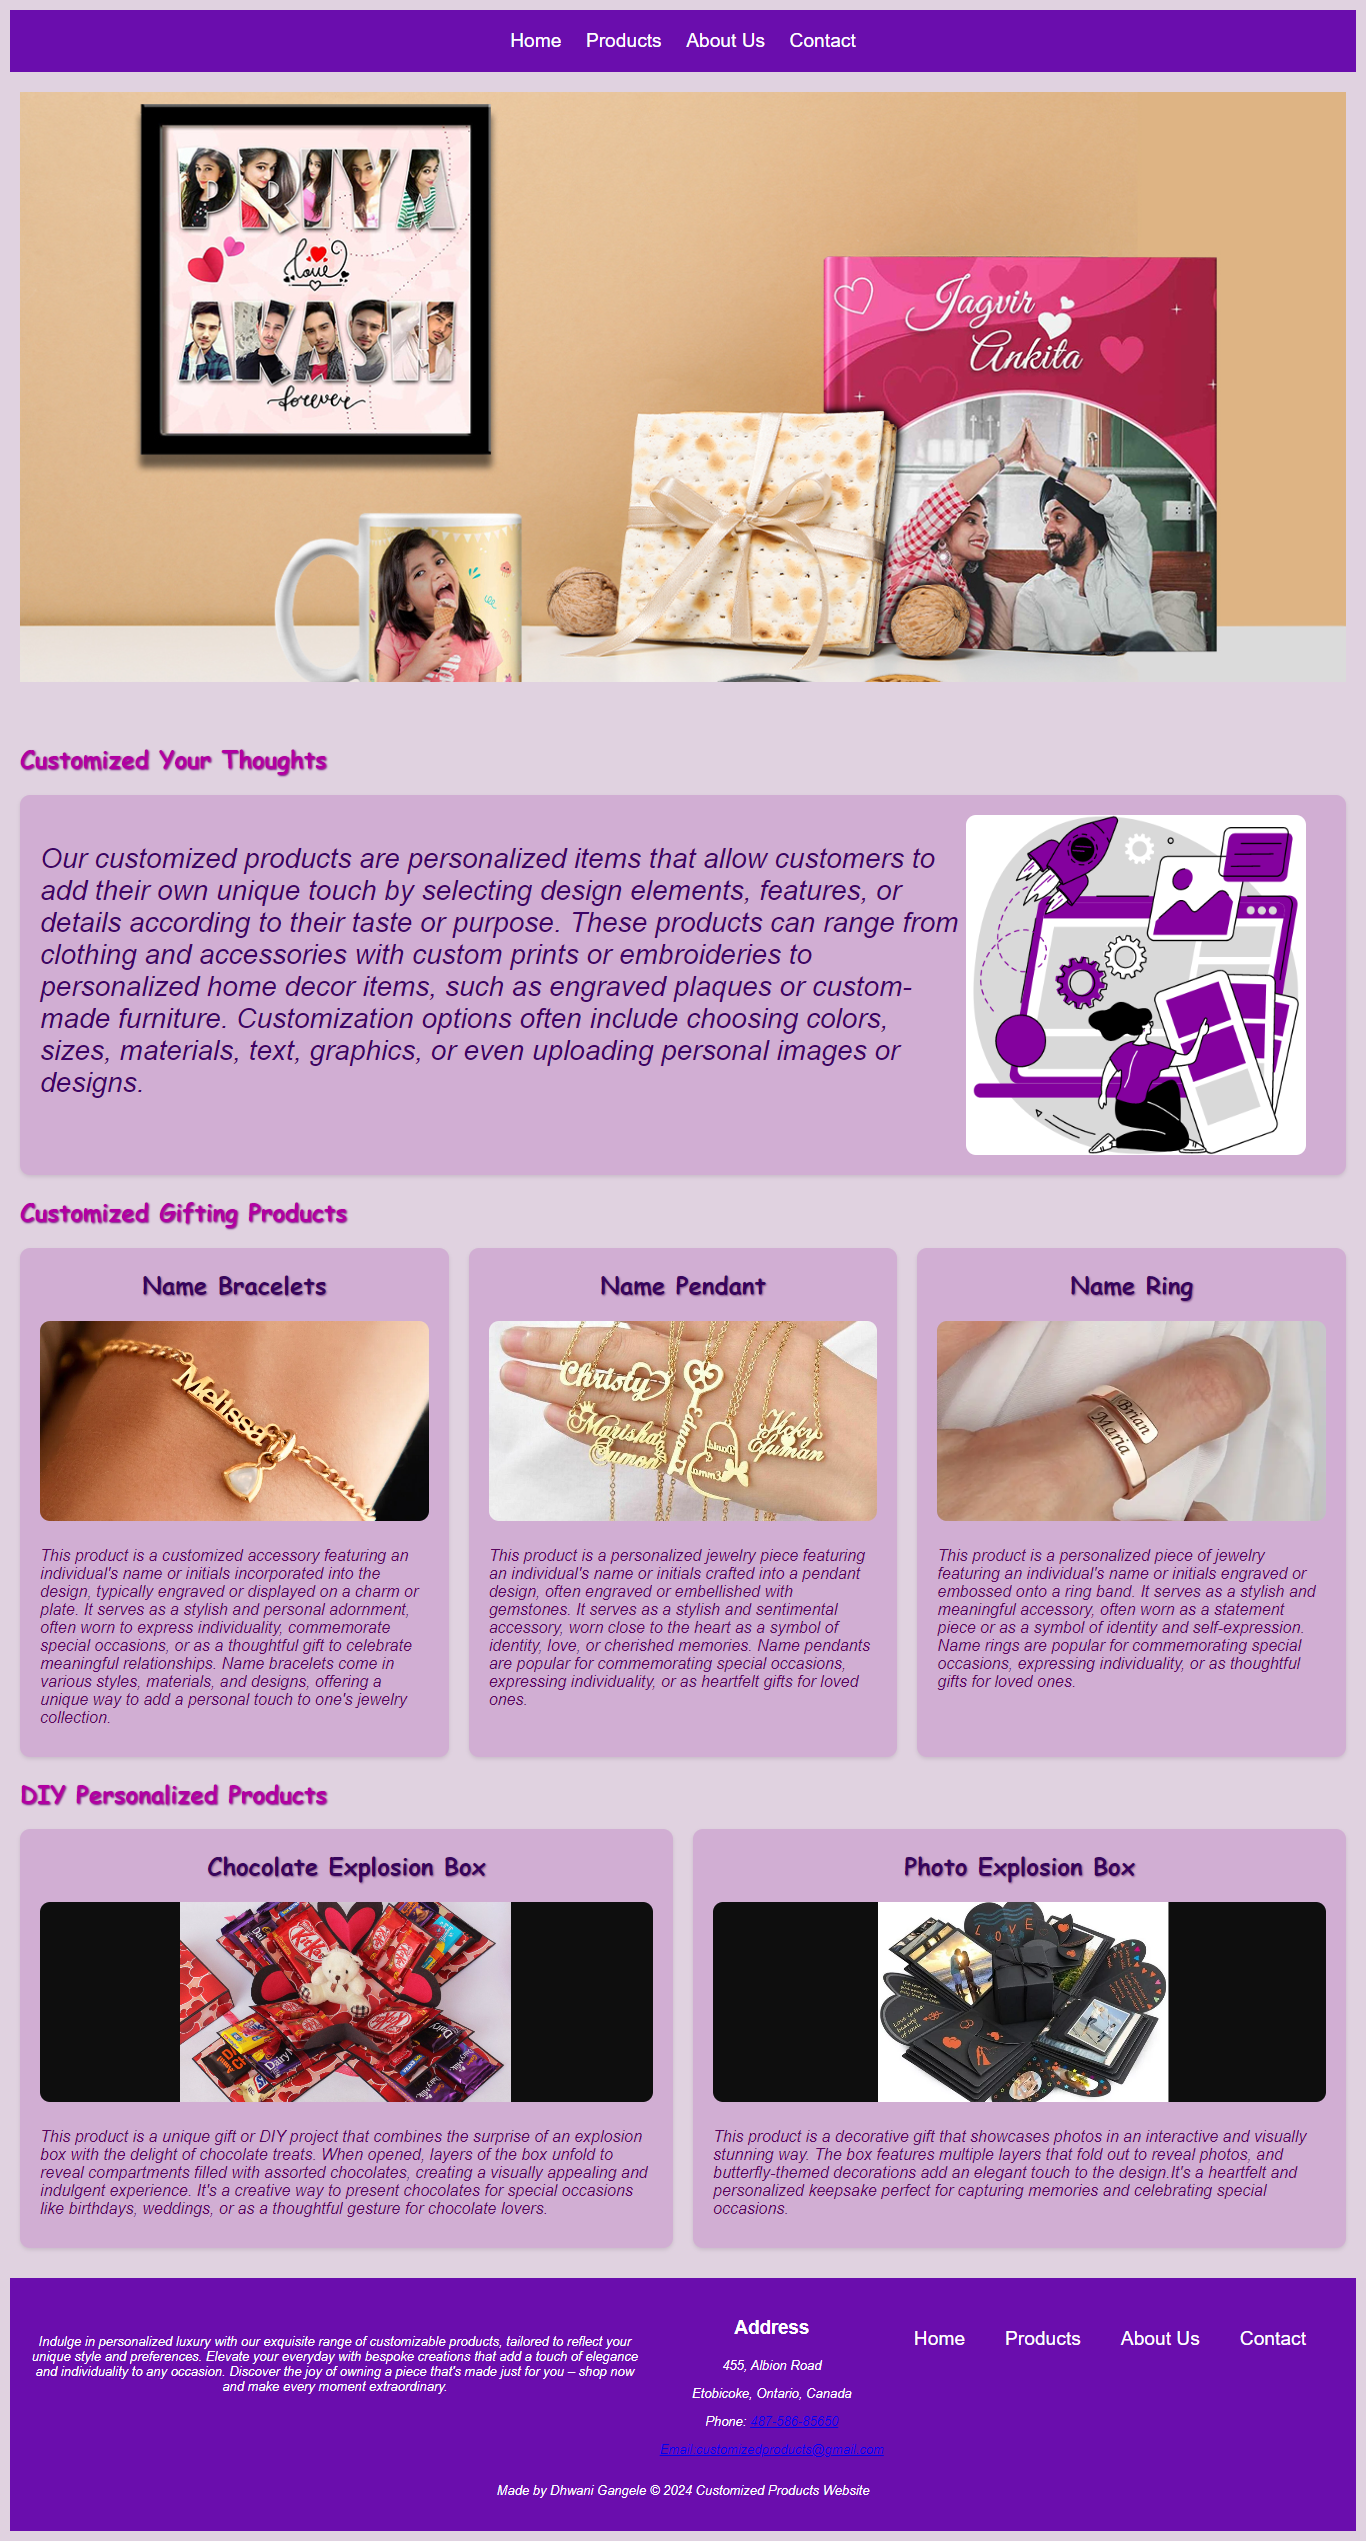 Home Products About Us Contact
PRIYA
love
AKASH
forever
Jagvir
Ankita
Customized Your Thoughts
Our customized products are personalized items that allow customers to
add their own unique touch by selecting design elements, features, or
details according to their taste or purpose. These products can range from
clothing and accessories with custom prints or embroideries to
personalized home decor items, such as engraved plaques or custom-
made furniture. Customization options often include choosing colors,
sizes, materials, text, graphics, or even uploading personal images or
designs.
Customized Gifting Products
Name Bracelets
Melissa
This product is a customized accessory featuring an
individual's name or initials incorporated into the
design, typically engraved or displayed on a charm or
plate. It serves as a stylish and personal adornment,
often worn to express individuality, commemorate
special occasions, or as a thoughtful gift to celebrate
meaningful relationships. Name bracelets come in
various styles, materials, and designs, offering a
unique way to add a personal touch to one's jewelry
collection.
Name Pendant
Christy
Marisha
Sumon
Edna
Vicky
Suman
This product is a personalized jewelry piece featuring
an individual's name or initials crafted into a pendant
design, often engraved or embellished with
gemstones. It serves as a stylish and sentimental
accessory, worn close to the heart as a symbol of
identity, love, or cherished memories. Name pendants
are popular for commemorating special occasions,
expressing individuality, or as heartfelt gifts for loved
ones.
Name Ring
Brian
Maria
This product is a personalized piece of jewelry
featuring an individual's name or initials engraved or
embossed onto a ring band. It serves as a stylish and
meaningful accessory, often worn as a statement
piece or as a symbol of identity and self-expression.
Name rings are popular for commemorating special
occasions, expressing individuality, or as thoughtful
gifts for loved ones.
DIY Personalized Products
Chocolate Explosion Box
KitKat
KitKat
KitKat
Dairy Milk
This product is a unique gift or DIY project that combines the surprise of an explosion
box with the delight of chocolate treats. When opened, layers of the box unfold to
reveal compartments filled with assorted chocolates, creating a visually appealing and
indulgent experience. It's a creative way to present chocolates for special occasions
like birthdays, weddings, or as a thoughtful gesture for chocolate lovers.
Photo Explosion Box
LOVE
Love is the
beauty
of soul
This product is a decorative gift that showcases photos in an interactive and visually
stunning way. The box features multiple layers that fold out to reveal photos, and
butterfly-themed decorations add an elegant touch to the design.It's a heartfelt and
personalized keepsake perfect for capturing memories and celebrating special
occasions.
Indulge in personalized luxury with our exquisite range of customizable products, tailored to reflect your
unique style and preferences. Elevate your everyday with bespoke creations that add a touch of elegance
and individuality to any occasion. Discover the joy of owning a piece that's made just for you – shop now
and make every moment extraordinary.
Address
455, Albion Road
Etobicoke, Ontario, Canada
Phone: 487-586-85650
Email:customizedproducts@gmail.com
Home Products About Us Contact
Made by Dhwani Gangele © 2024 Customized Products Website